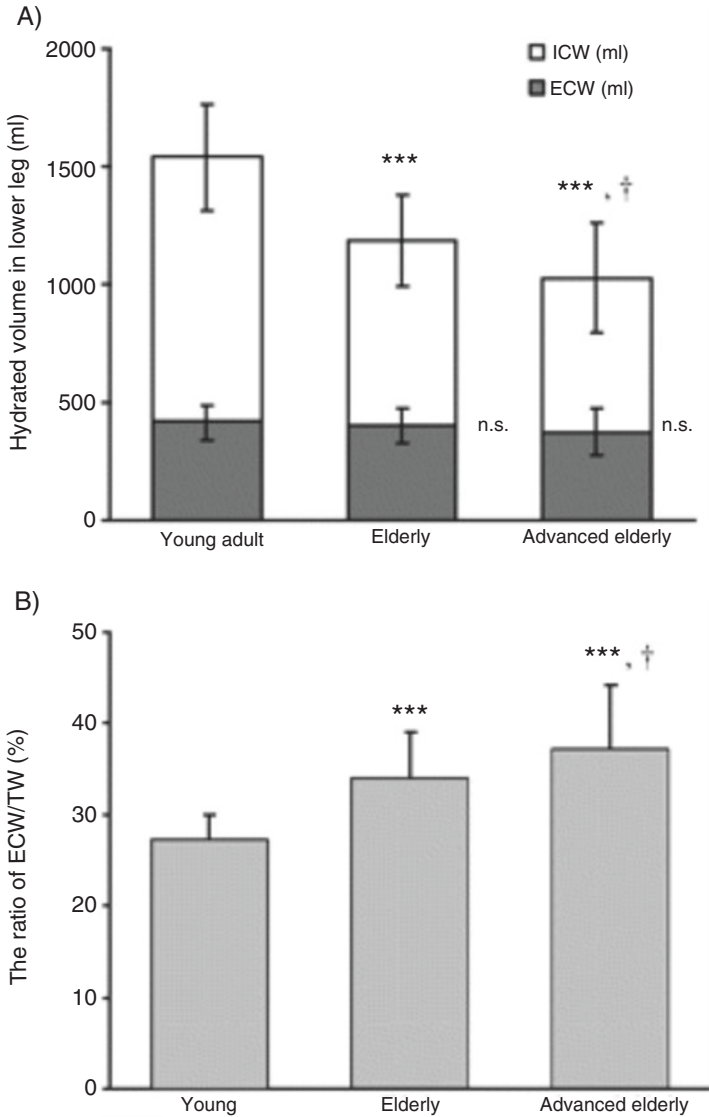 A)
2000
1500
1000
500
0
Hydrated volume in lower leg (ml)
ICW (ml)
ECW (ml)
***
*** , †
n.s.
n.s.
Young adult
Elderly
Advanced elderly
B)
50
40
30
20
10
0
The ratio of ECW/TW (%)
***
*** , †
Young
Elderly
Advanced elderly